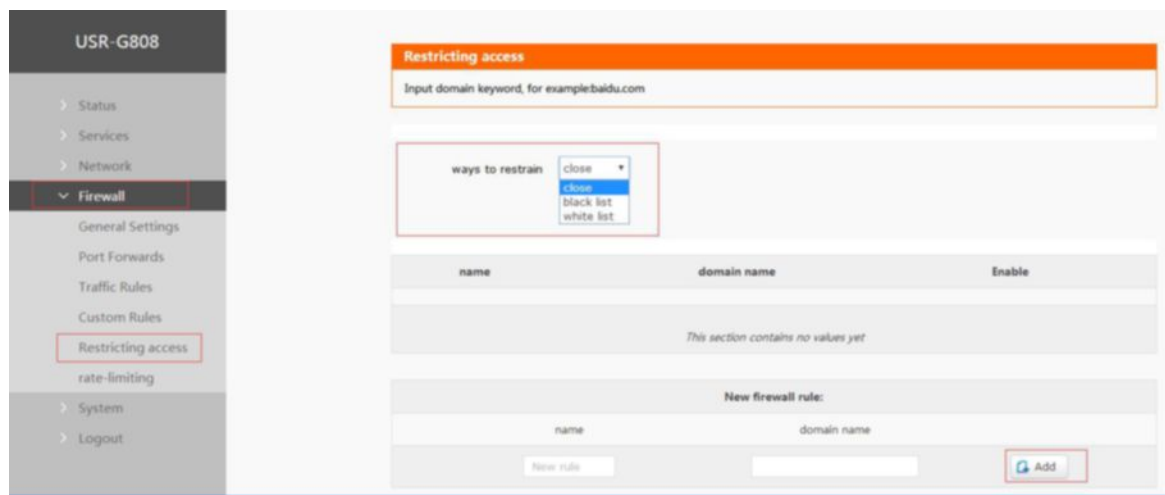 USR-G808
Status
Services
Network
Firewall
General Settings
Port Forwards
Traffic Rules
Custom Rules
Restricting access
rate-limiting
System
Logout
Restricting access
Input domain keyword, for example:baidu.com
ways to restrain close
close
black list
white list
name domain name Enable
This section contains no values yet
New firewall rule:
name domain name
New rule Add